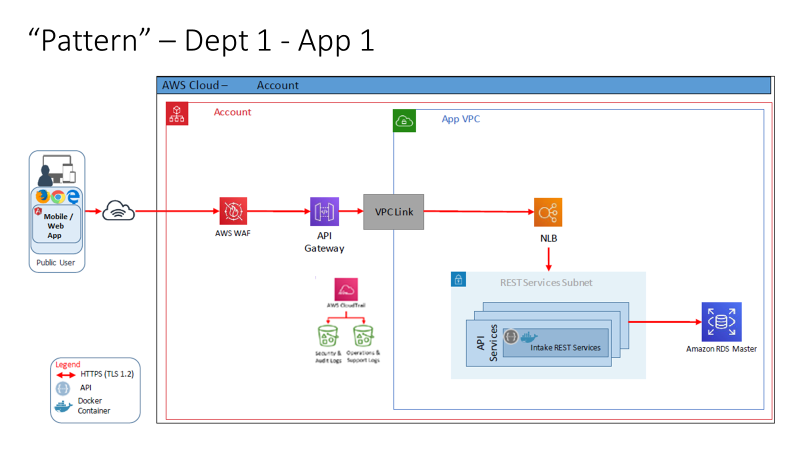 “Pattern” – Dept 1 - App 1
AWS Cloud – Account
Account
App VPC
Mobile /
Web
App
Public User
AWS WAF
API
Gateway
VPC Link
NLB
AWS CloudTrail
Security &
Audit Logs
Operations &
Support Logs
REST Services Subnet
API
Services
Intake REST Services
Amazon RDS Master
Legend
HTTPS (TLS 1.2)
API
Docker
Container